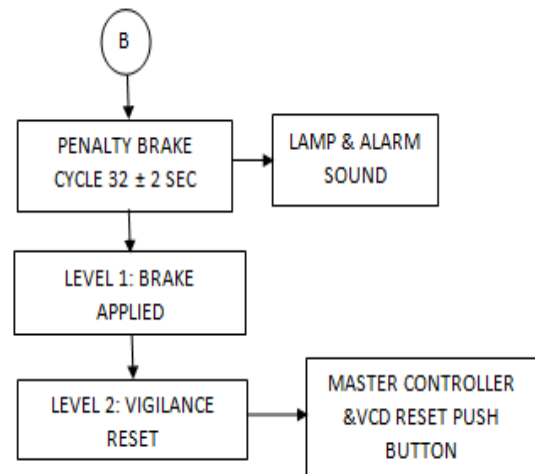 B
PENALTY BRAKE
CYCLE 32 ± 2 SEC
LAMP & ALARM
SOUND
LEVEL 1: BRAKE
APPLIED
LEVEL 2: VIGILANCE
RESET
MASTER CONTROLLER
&VCD RESET PUSH
BUTTON